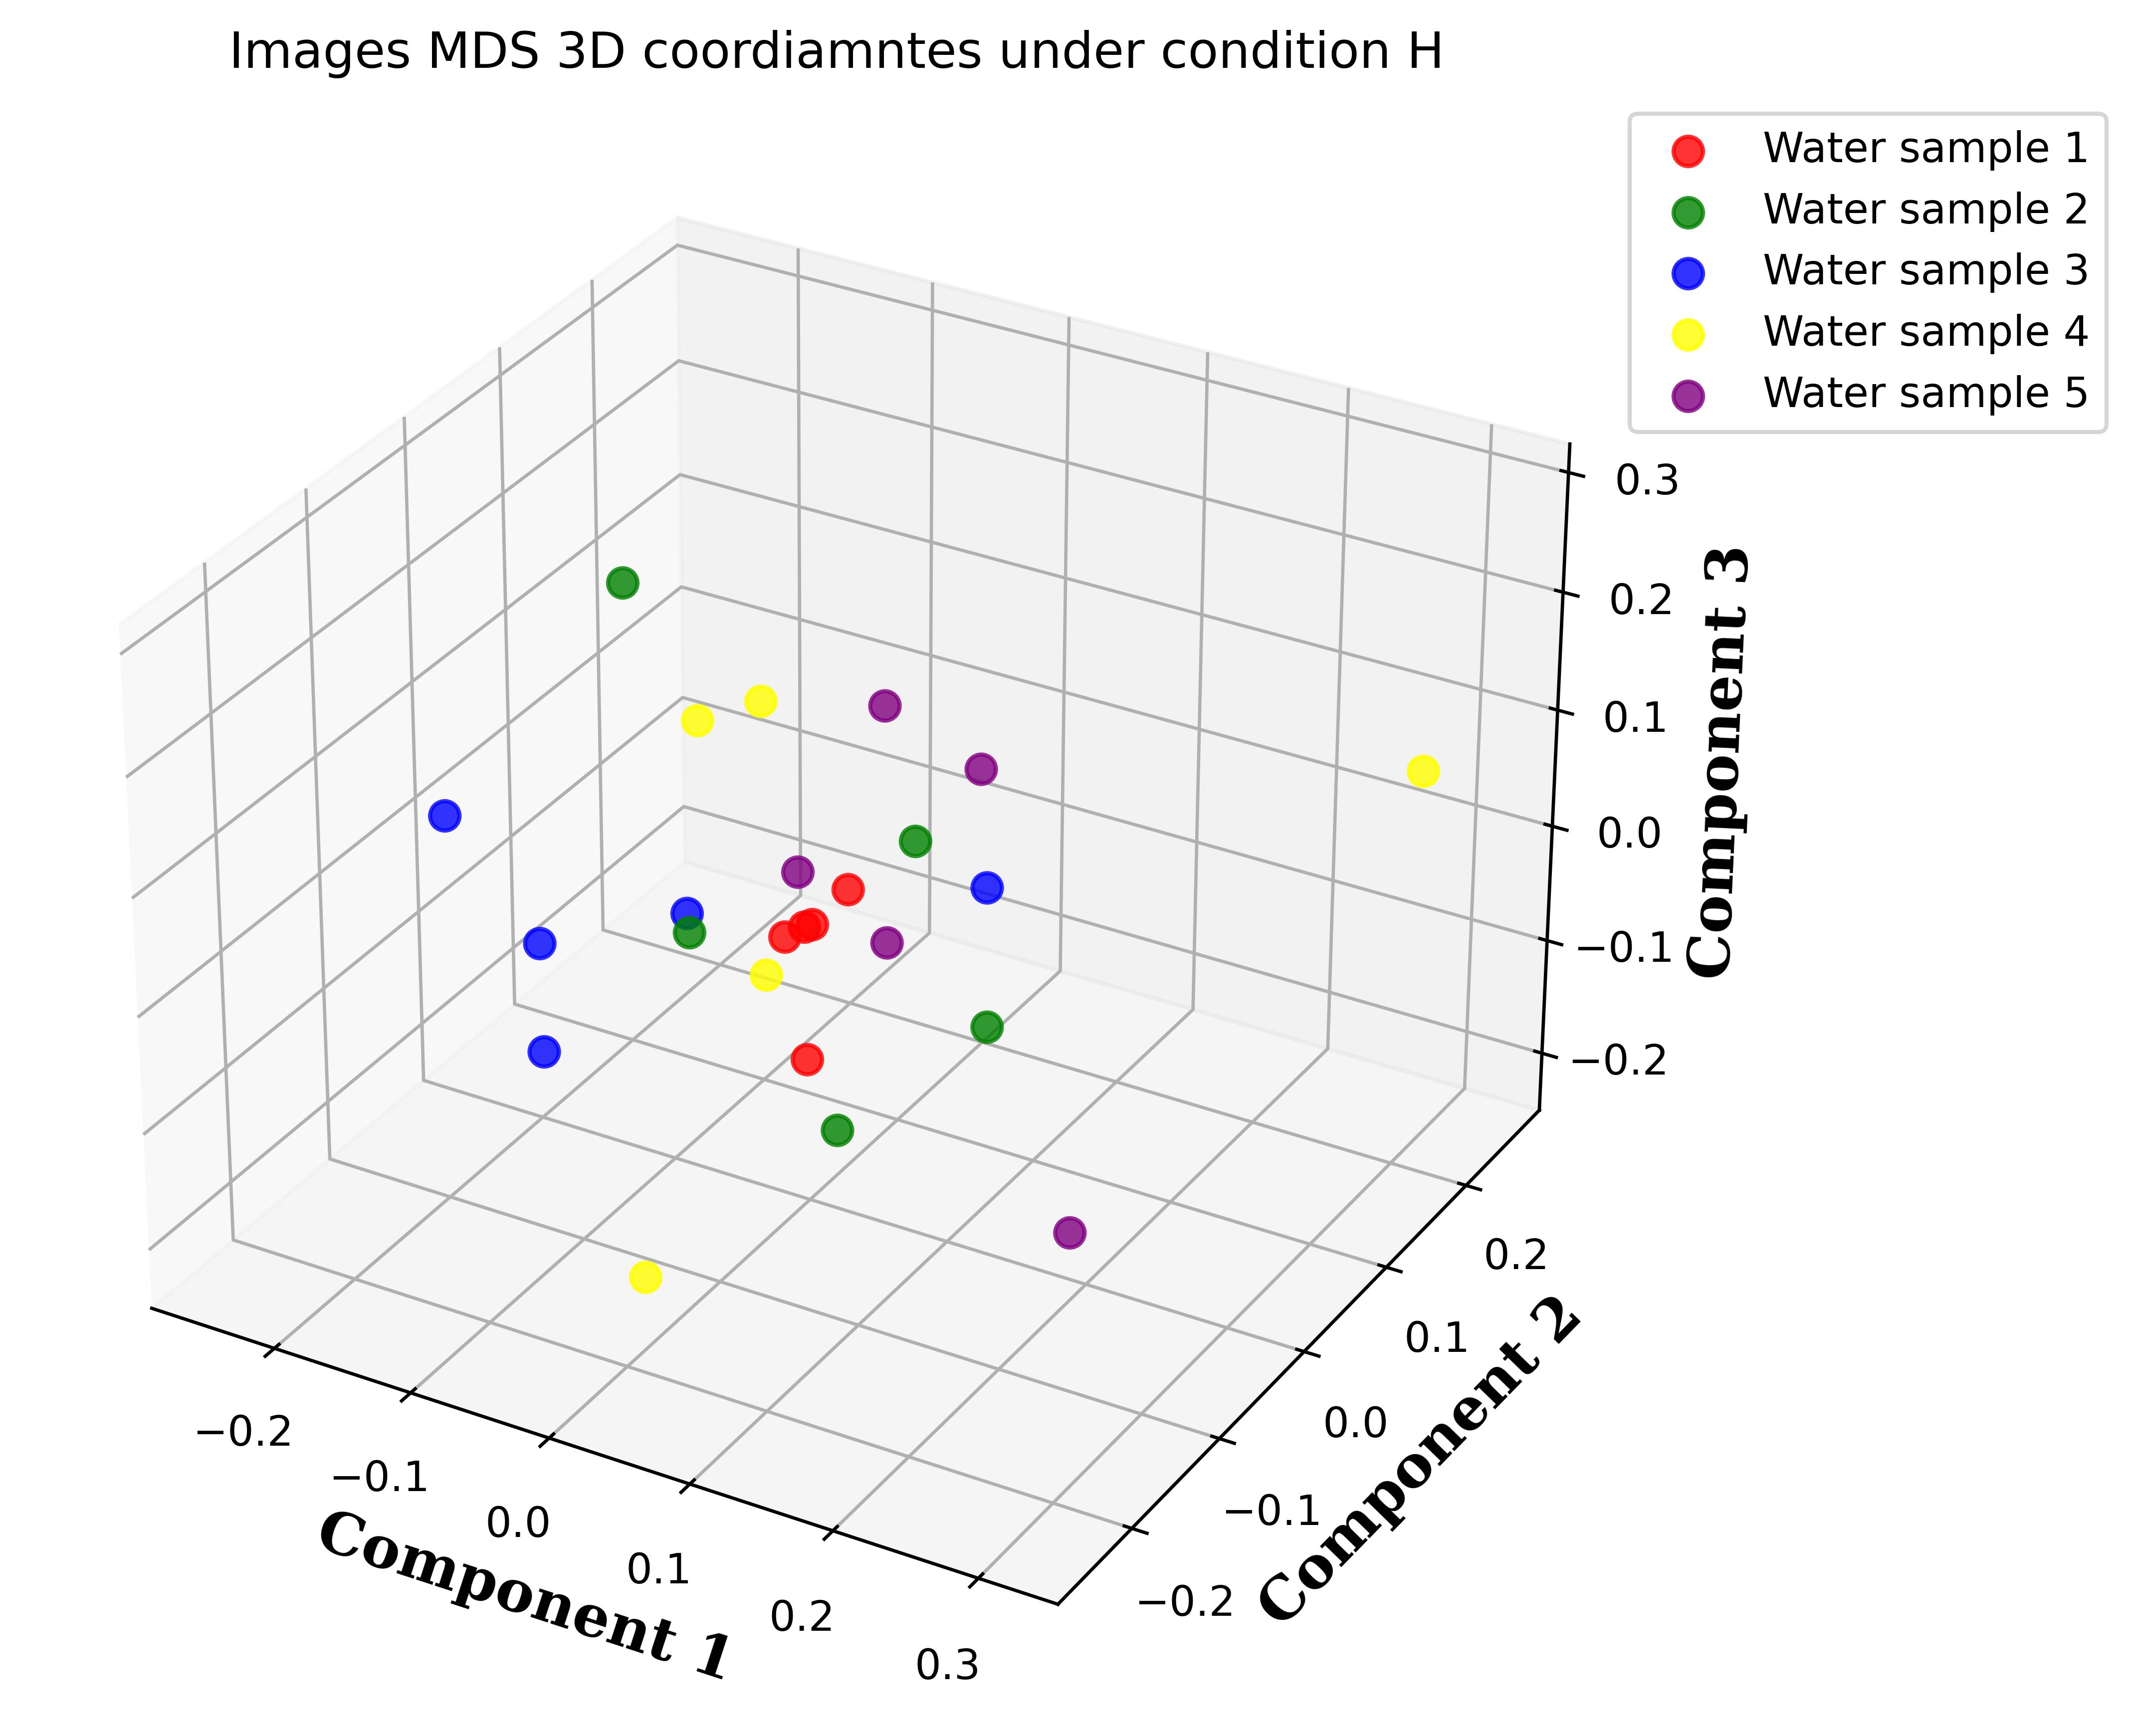 Images MDS 3D coordiamntes under condition H
Water sample 1
Water sample 2
Water sample 3
Water sample 4
Water sample 5
0.3
0.2
0.1
0.0
−0.1
−0.2
Component 3
0.2
0.1
0.0
−0.1
−0.2
Component 2
−0.2
−0.1
0.0
0.1
0.2
0.3
Component 1